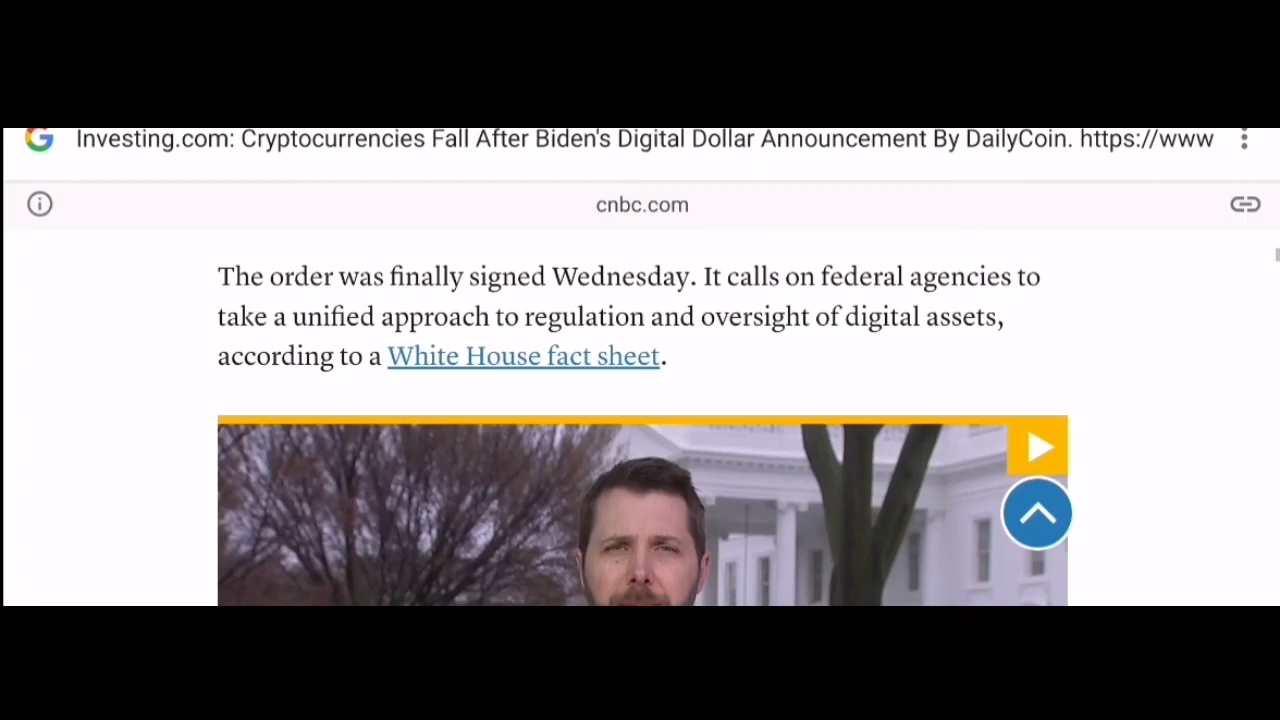 Investing.com: Cryptocurrencies Fall After Biden's Digital Dollar Announcement By DailyCoin. https://www
cnbc.com
The order was finally signed Wednesday. It calls on federal agencies to
take a unified approach to regulation and oversight of digital assets,
according to a White House fact sheet.